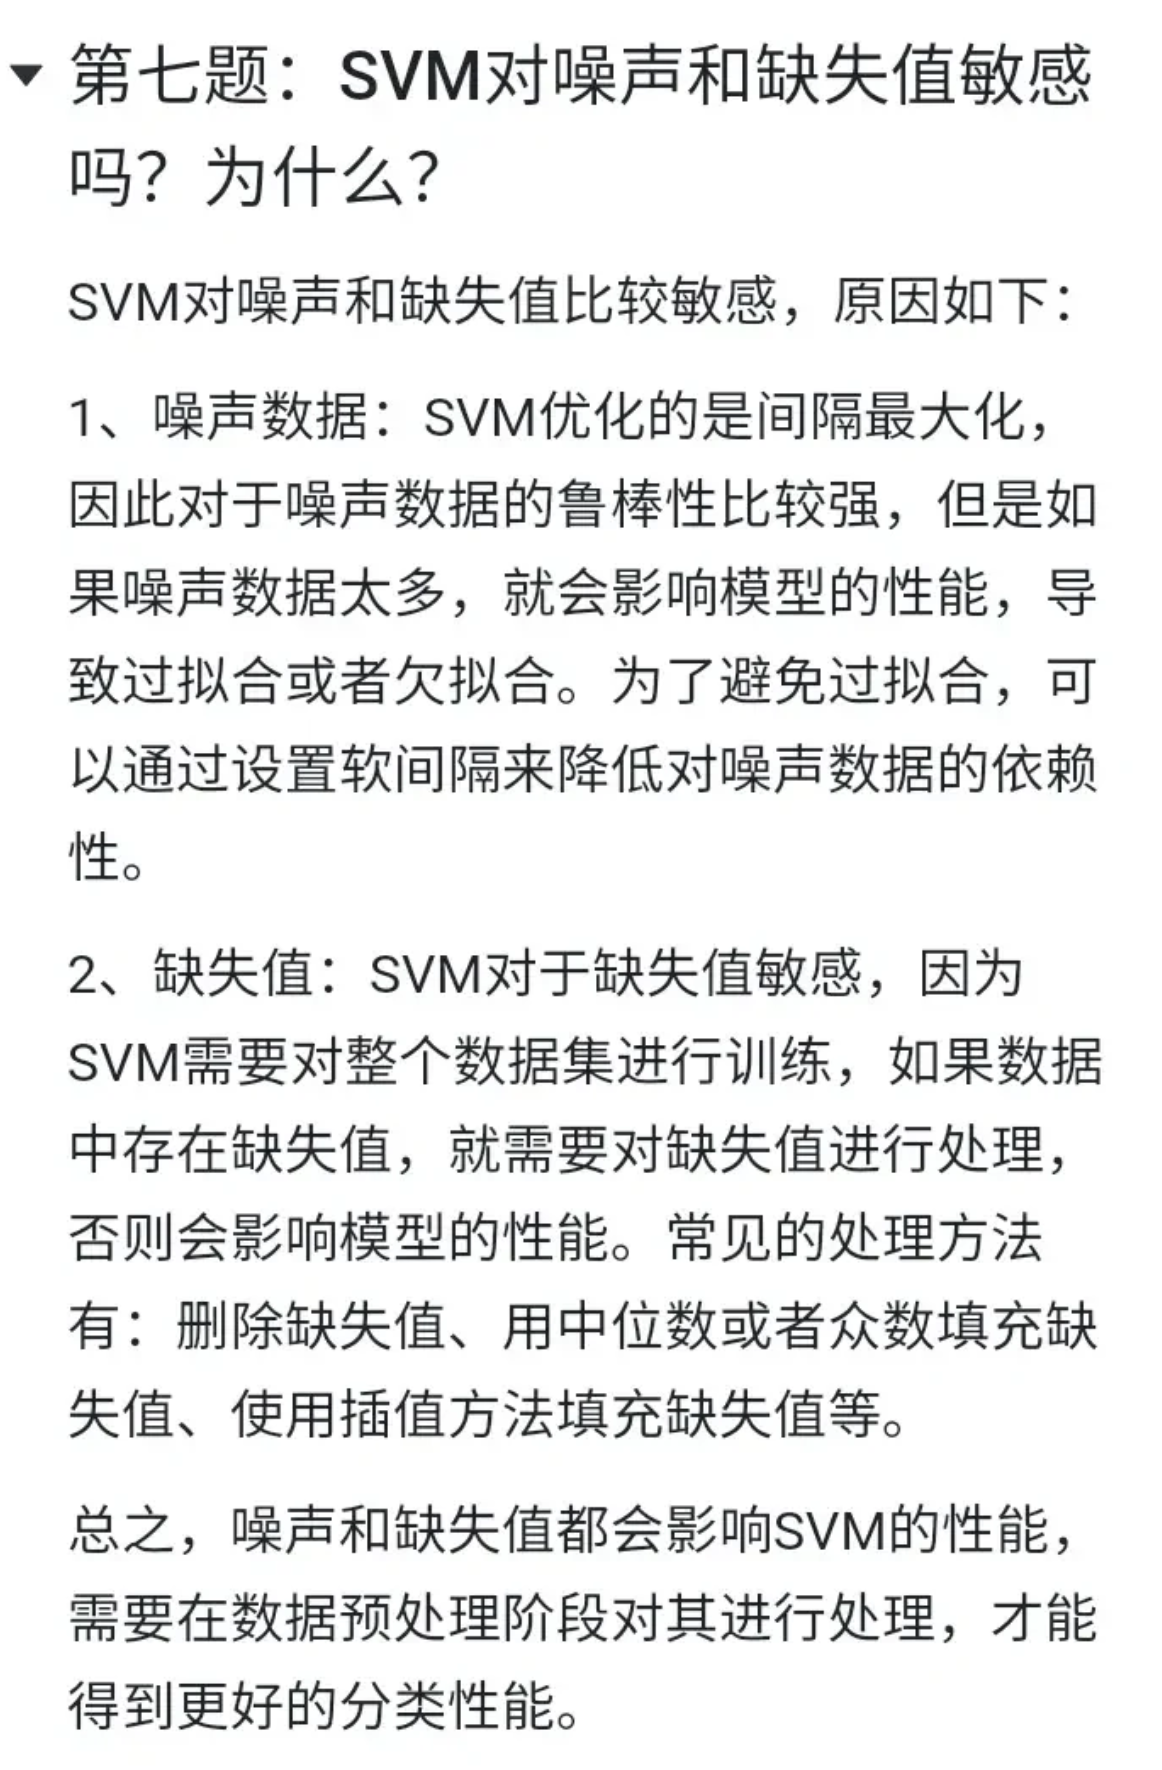 第七题：SVM对噪声和缺失值敏感
吗？为什么？
SVM对噪声和缺失值比较敏感，原因如下：
1、噪声数据：SVM优化的是间隔最大化，
因此对于噪声数据的鲁棒性比较强，但是如
果噪声数据太多，就会影响模型的性能，导
致过拟合或者欠拟合。为了避免过拟合，可
以通过设置软间隔来降低对噪声数据的依赖
性。
2、缺失值：SVM对于缺失值敏感，因为
SVM需要对整个数据集进行训练，如果数据
中存在缺失值，就需要对缺失值进行处理，
否则会影响模型的性能。常见的处理方法
有：删除缺失值、用中位数或者众数填充缺
失值、使用插值方法填充缺失值等。
总之，噪声和缺失值都会影响SVM的性能，
需要在数据预处理阶段对其进行处理，才能
得到更好的分类性能。